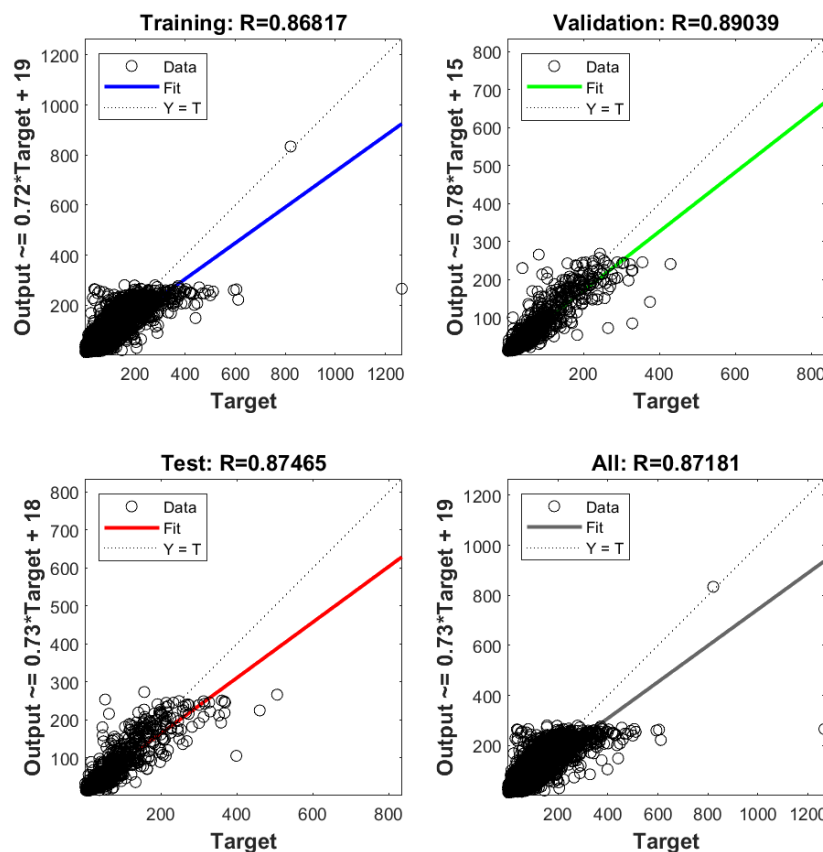 Training: R=0.86817
Output ~= 0.72*Target + 19
1200
1000
800
600
400
200
Data
Fit
Y = T
200 400 600 800 1000 1200
Target
Validation: R=0.89039
Output ~= 0.78*Target + 15
800
700
600
500
400
300
200
100
Data
Fit
Y = T
200 400 600 800
Target
Test: R=0.87465
Output ~= 0.73*Target + 18
800
700
600
500
400
300
200
100
Data
Fit
Y = T
200 400 600 800
Target
All: R=0.87181
Output ~= 0.73*Target + 19
1200
1000
800
600
400
200
Data
Fit
Y = T
200 400 600 800 1000 1200
Target